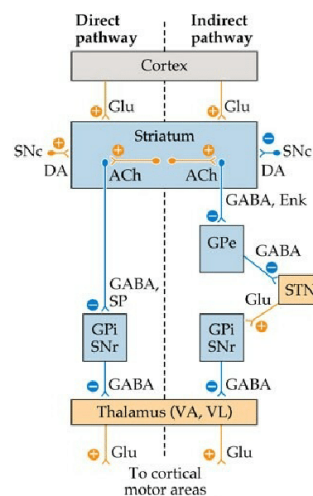 Direct pathway
Indirect pathway
Cortex
+ Glu
+ Glu
Striatum
SNc + DA
+ ACh
+ ACh
− SNc DA
GABA, Enk
−
GPe
GABA
−
STN
Glu
+
GABA, SP
−
GPi SNr
GPi SNr
− GABA
− GABA
Thalamus (VA, VL)
+ Glu
+ Glu
To cortical
motor areas